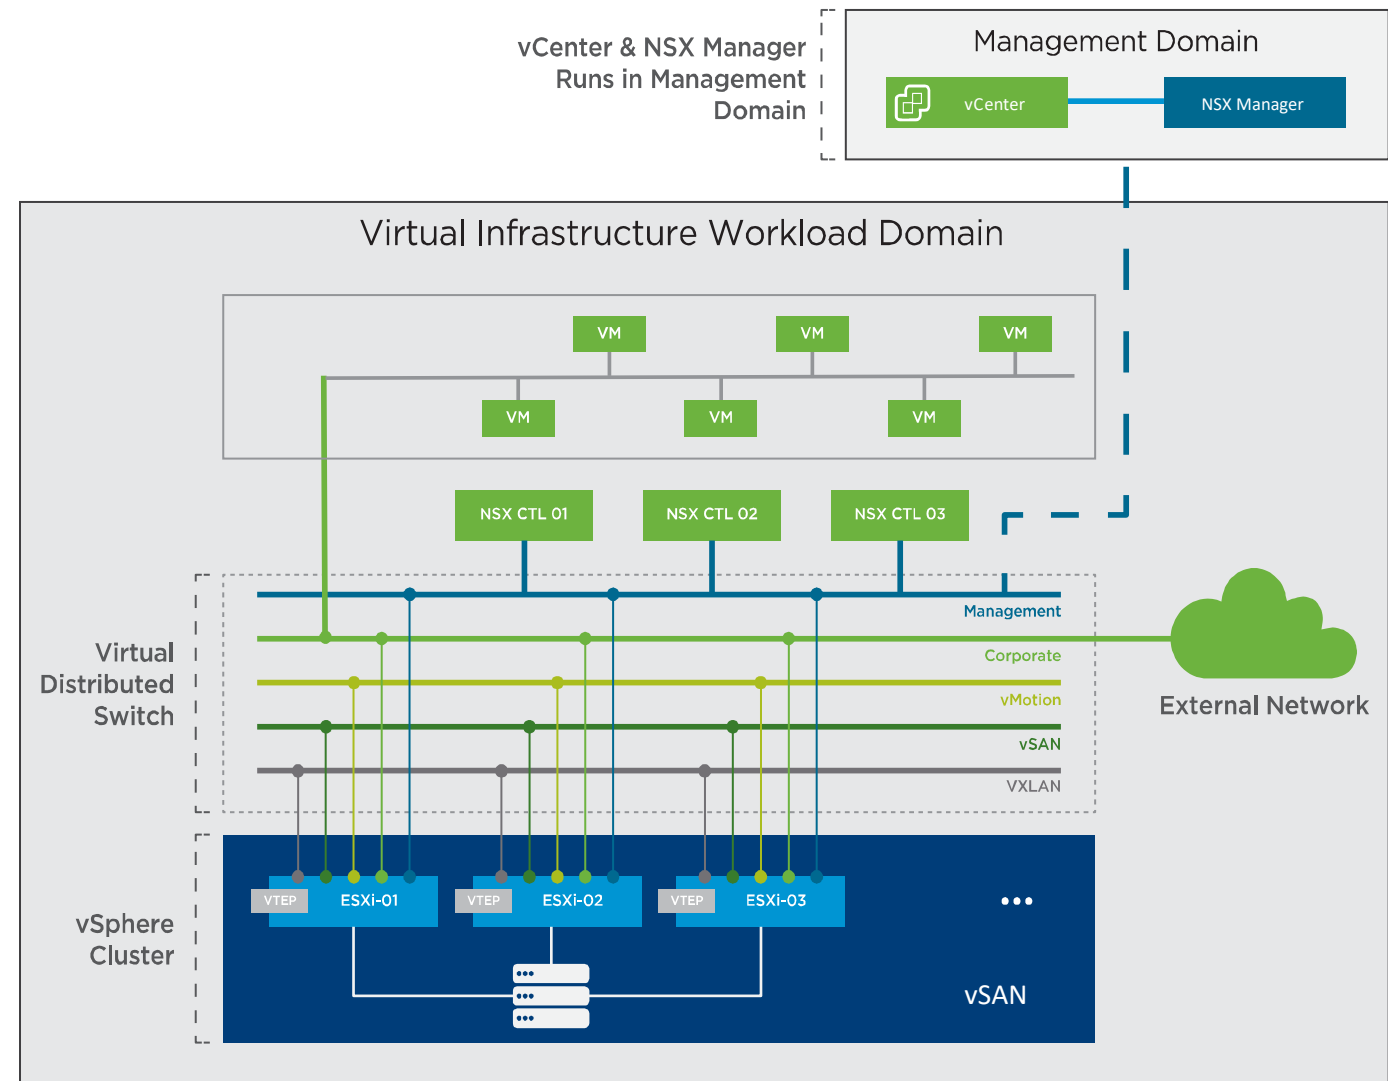 vCenter & NSX Manager
Runs in Management
Domain
Management Domain
vCenter
NSX Manager
Virtual Infrastructure Workload Domain
VM
VM
VM
VM
VM
VM
NSX CTL 01
NSX CTL 02
NSX CTL 03
Virtual
Distributed
Switch
Management
Corporate
vMotion
vSAN
VXLAN
External Network
vSphere
Cluster
VTEP
ESXi-01
VTEP
ESXi-02
VTEP
ESXi-03
...
vSAN